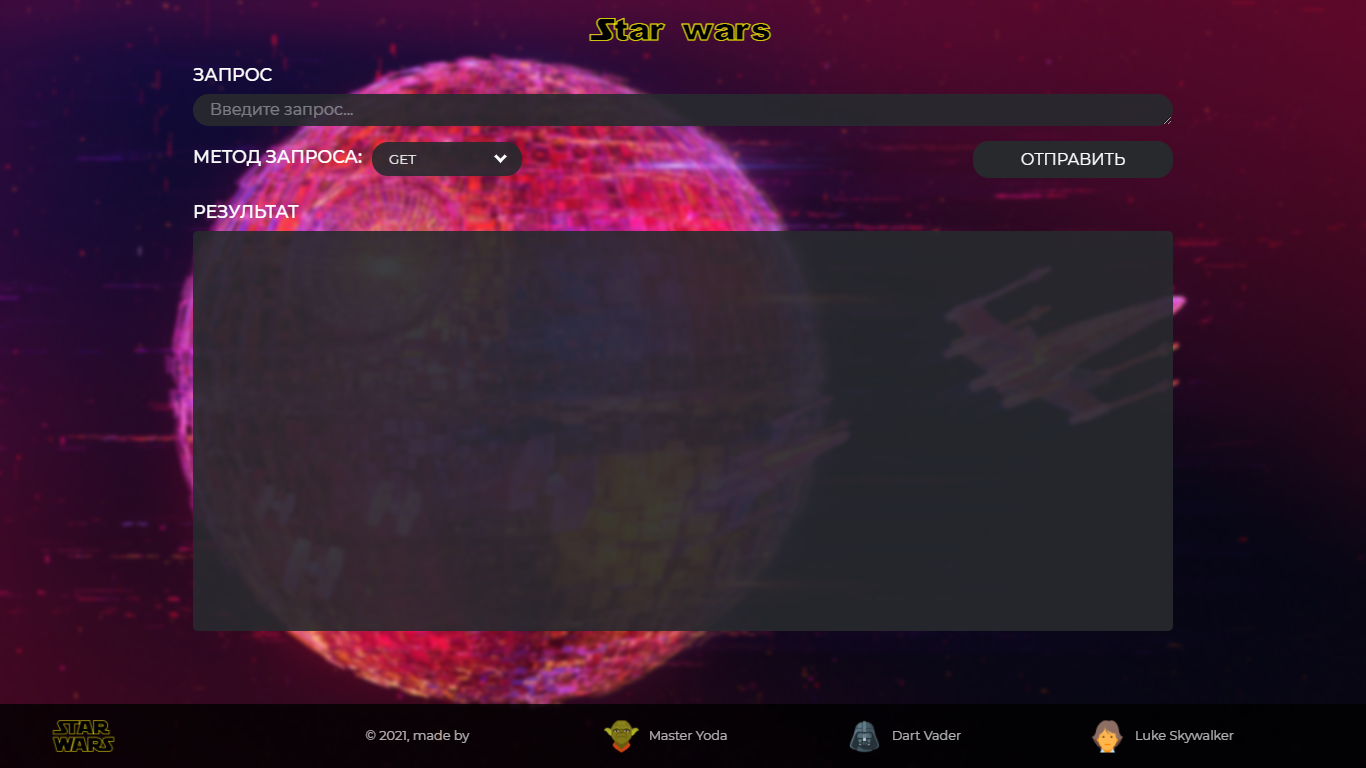 Star wars
ЗАПРОС
Введите запрос...
МЕТОД ЗАПРОСА: GET ОТПРАВИТЬ
РЕЗУЛЬТАТ
STAR
WARS
© 2021, made by Master Yoda Dart Vader Luke Skywalker